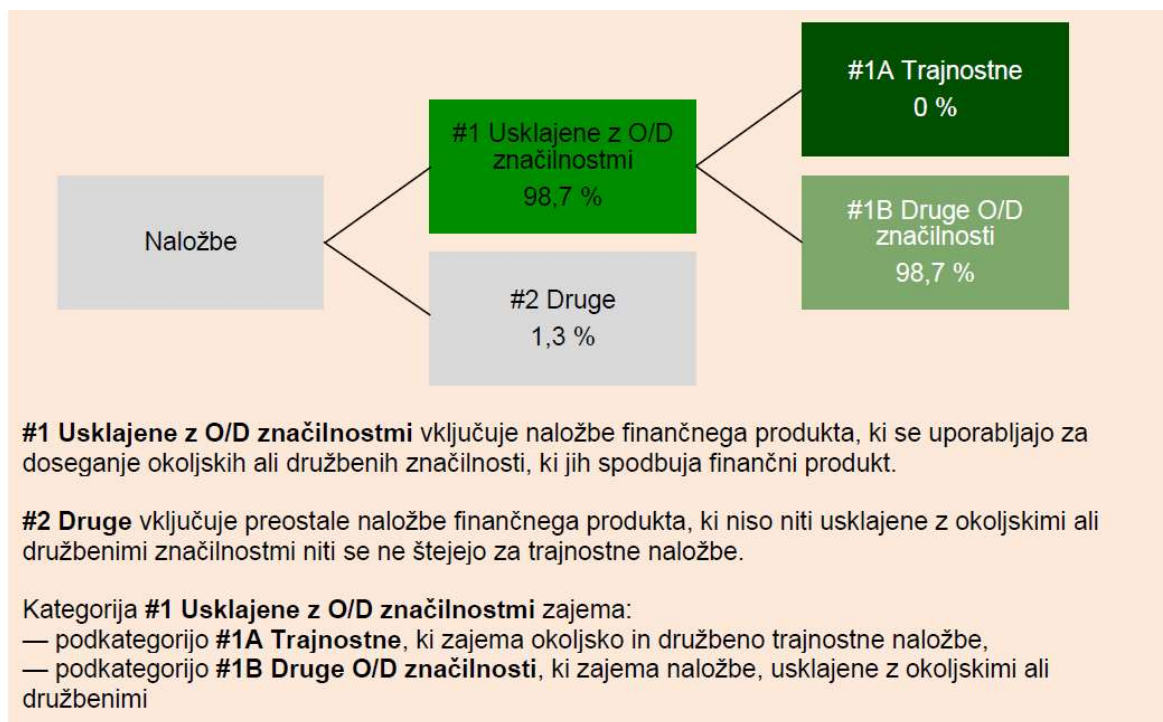 Naložbe
#1 Usklajene z O/D
značilnostmi
98,7 %
#2 Druge
1,3 %
#1A Trajnostne
0 %
#1B Druge O/D
značilnosti
98,7 %
#1 Usklajene z O/D značilnostmi vključuje naložbe finančnega produkta, ki se uporabljajo za
doseganje okoljskih ali družbenih značilnosti, ki jih spodbuja finančni produkt.
#2 Druge vključuje preostale naložbe finančnega produkta, ki niso niti usklajene z okoljskimi ali
družbenimi značilnostmi niti se ne štejejo za trajnostne naložbe.
Kategorija #1 Usklajene z O/D značilnostmi zajema:
— podkategorijo #1A Trajnostne, ki zajema okoljsko in družbeno trajnostne naložbe,
— podkategorijo #1B Druge O/D značilnosti, ki zajema naložbe, usklajene z okoljskimi ali
družbenimi